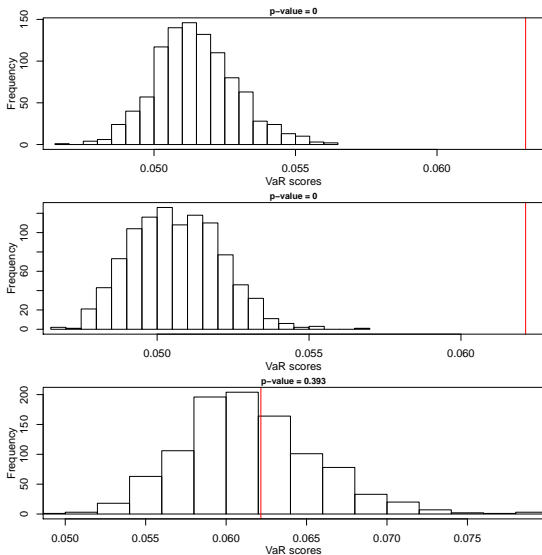 p-value = 0
Frequency
0 50 100 150
0.050 0.055 0.060
VaR scores
p-value = 0
Frequency
0 20 60 100
0.050 0.055 0.060
VaR scores
p-value = 0.393
Frequency
0 50 100 150 200
0.050 0.055 0.060 0.065 0.070 0.075
VaR scores